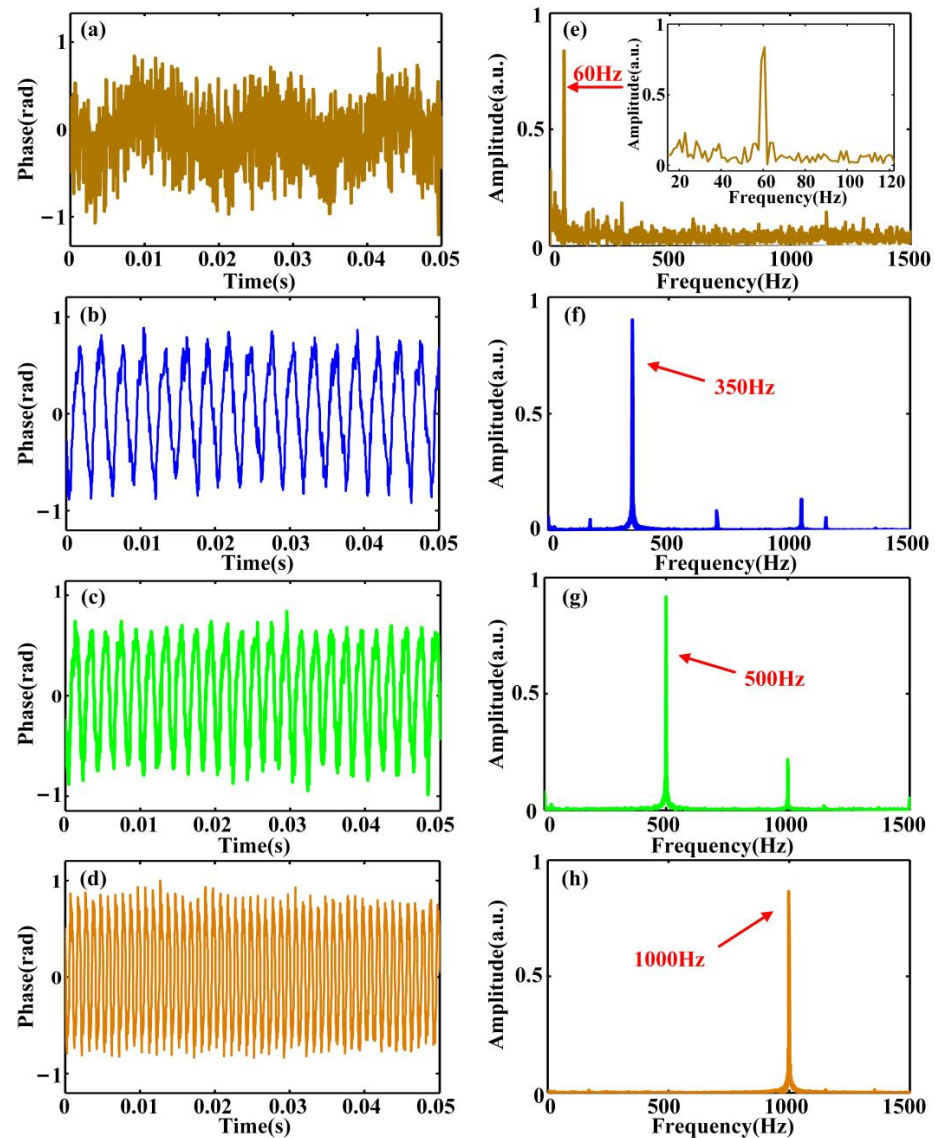 (a)
Phase(rad)
1
0
−1
0 0.01 0.02 0.03 0.04 0.05
Time(s)
(e)
Amplitude(a.u.)
1
0.5
0
60Hz
Amplitude(a.u.)
1
0.5
0
20 40 60 80 100 120
Frequency(Hz)
0 500 1000 1500
Frequency(Hz)
(b)
Phase(rad)
1
0
−1
0 0.01 0.02 0.03 0.04 0.05
Time(s)
(f)
Amplitude(a.u.)
1
0.5
0
350Hz
0 500 1000 1500
Frequency(Hz)
(c)
Phase(rad)
1
0
−1
0 0.01 0.02 0.03 0.04 0.05
Time(s)
(g)
Amplitude(a.u.)
1
0.5
0
500Hz
0 500 1000 1500
Frequency(Hz)
(d)
Phase(rad)
1
0
−1
0 0.01 0.02 0.03 0.04 0.05
Time(s)
(h)
Amplitude(a.u.)
1
0.5
0
1000Hz
0 500 1000 1500
Frequency(Hz)